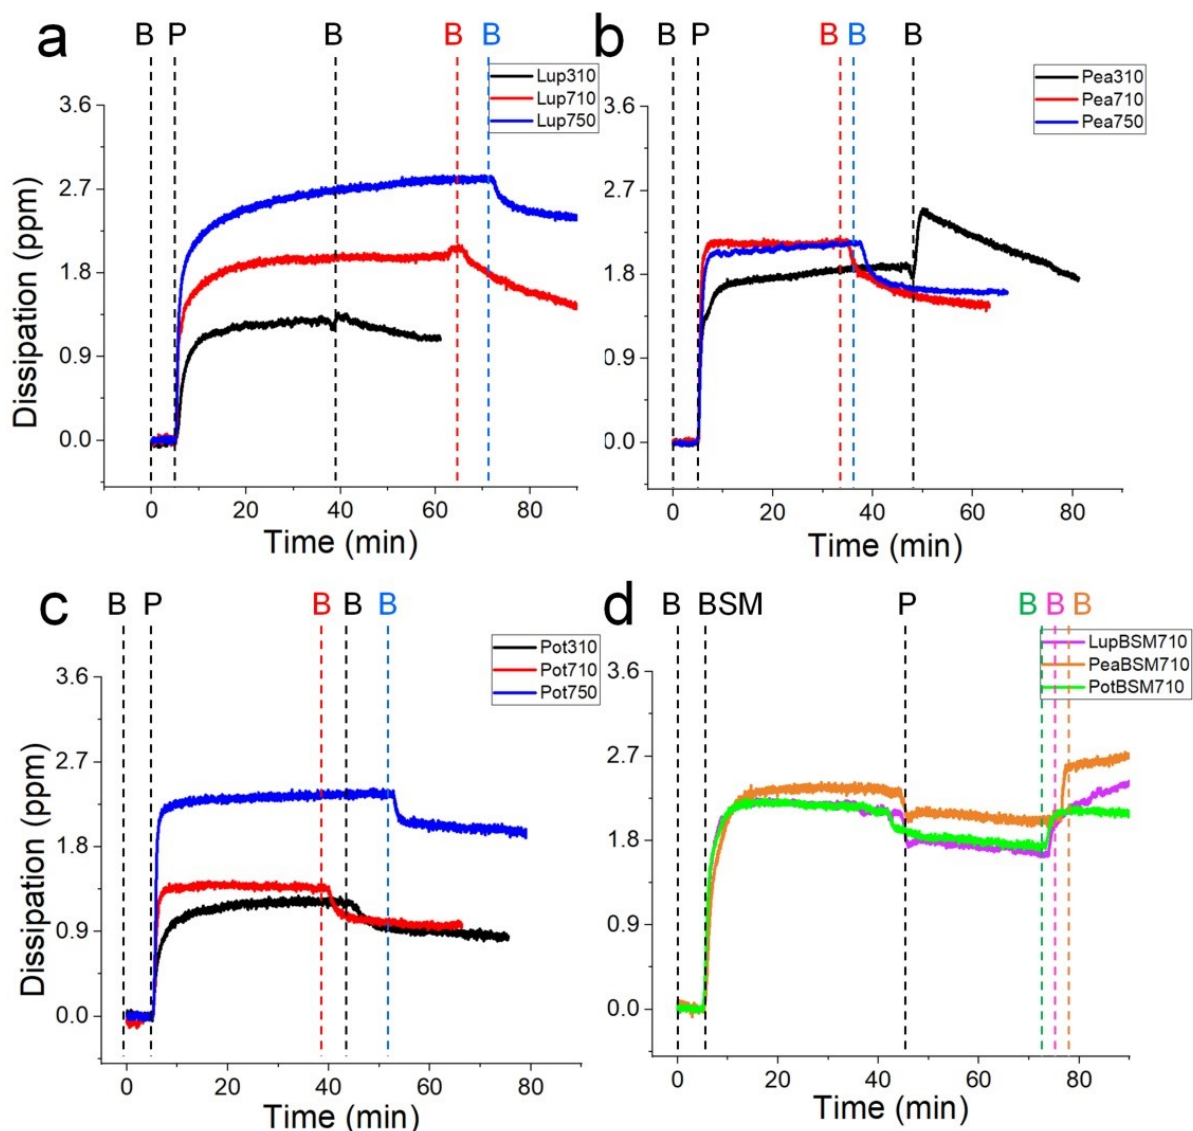 a
B P B B B
Lup310
Lup710
Lup750
3.6
2.7
1.8
0.9
0.0
Dissipation (ppm)
0 20 40 60 80
Time (min)
b
B P B B B
Pea310
Pea710
Pea750
3.6
2.7
1.8
0.9
0.0
0 20 40 60 80
Time (min)
c
B P B B B
Pot310
Pot710
Pot750
3.6
2.7
1.8
0.9
0.0
Dissipation (ppm)
0 20 40 60 80
Time (min)
d
B BSM P B B B
LupBSM710
PeaBSM710
PotBSM710
3.6
2.7
1.8
0.9
0.0
0 20 40 60 80
Time (min)